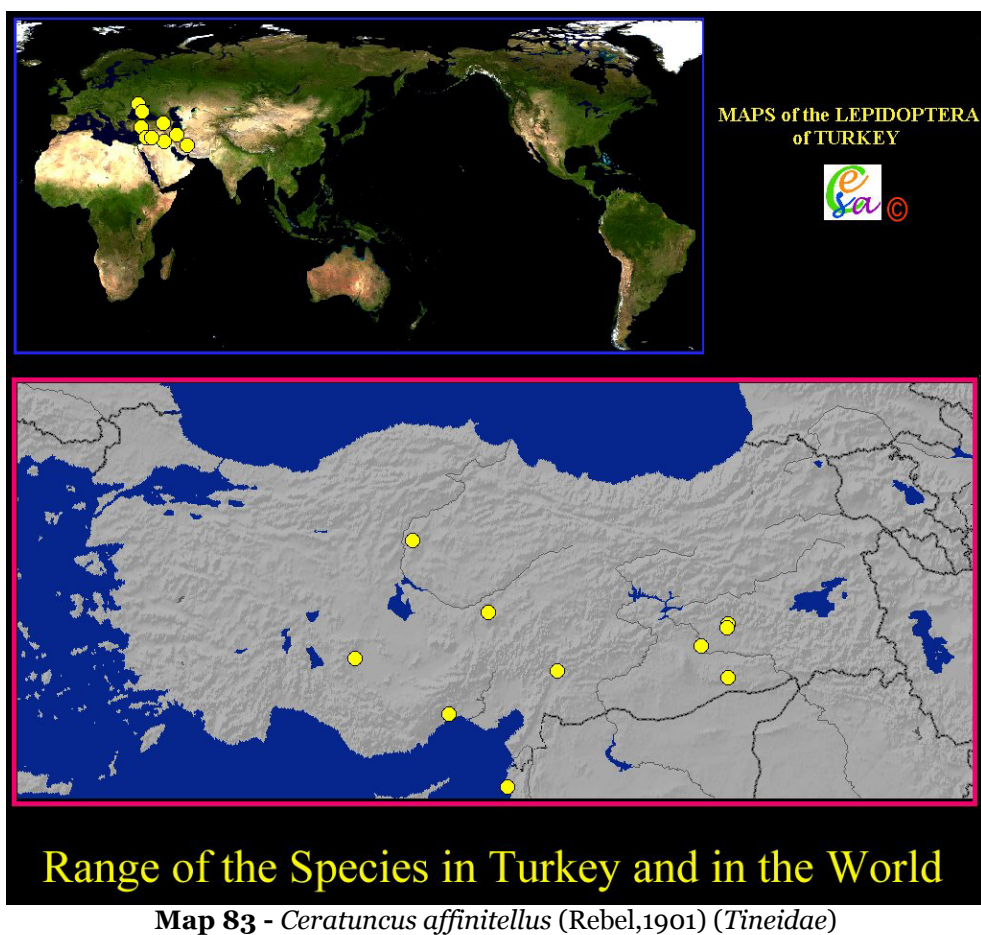 MAPS of the LEPIDOPTERA
of TURKEY
Cesa ©
Range of the Species in Turkey and in the World
Map 83 - Ceratuncus affinitellus (Rebel,1901) (Tineidae)